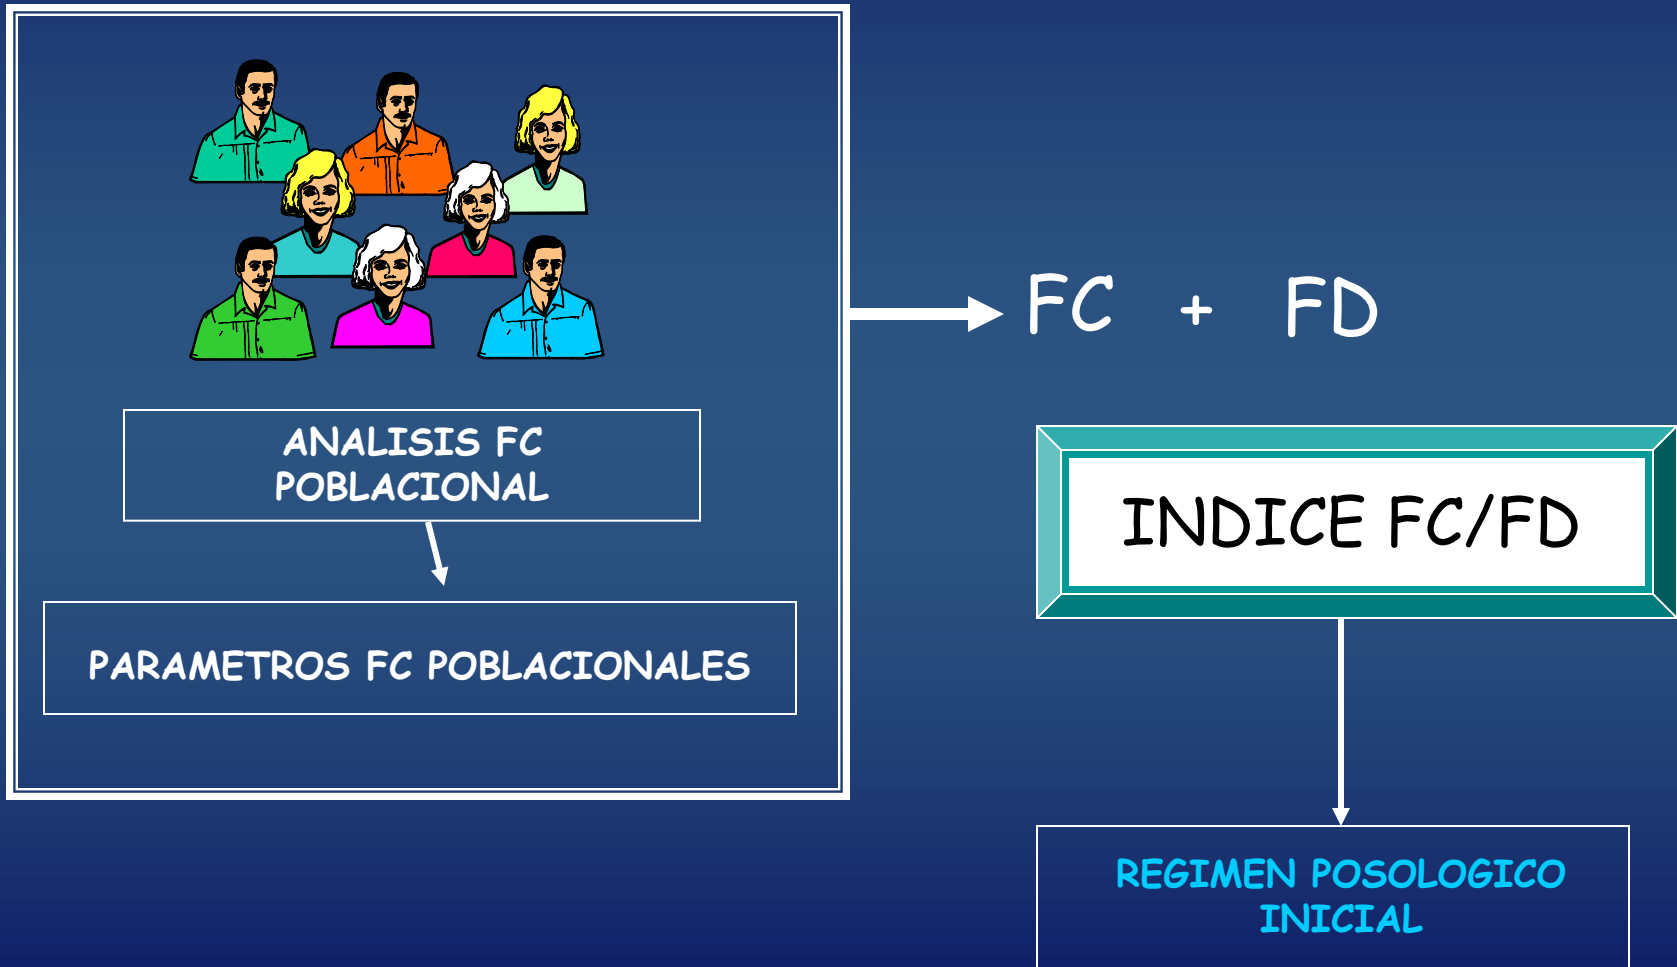 ANALISIS FC
POBLACIONAL
PARAMETROS FC POBLACIONALES
FC + FD
INDICE FC/FD
REGIMEN POSOLOGICO
INICIAL